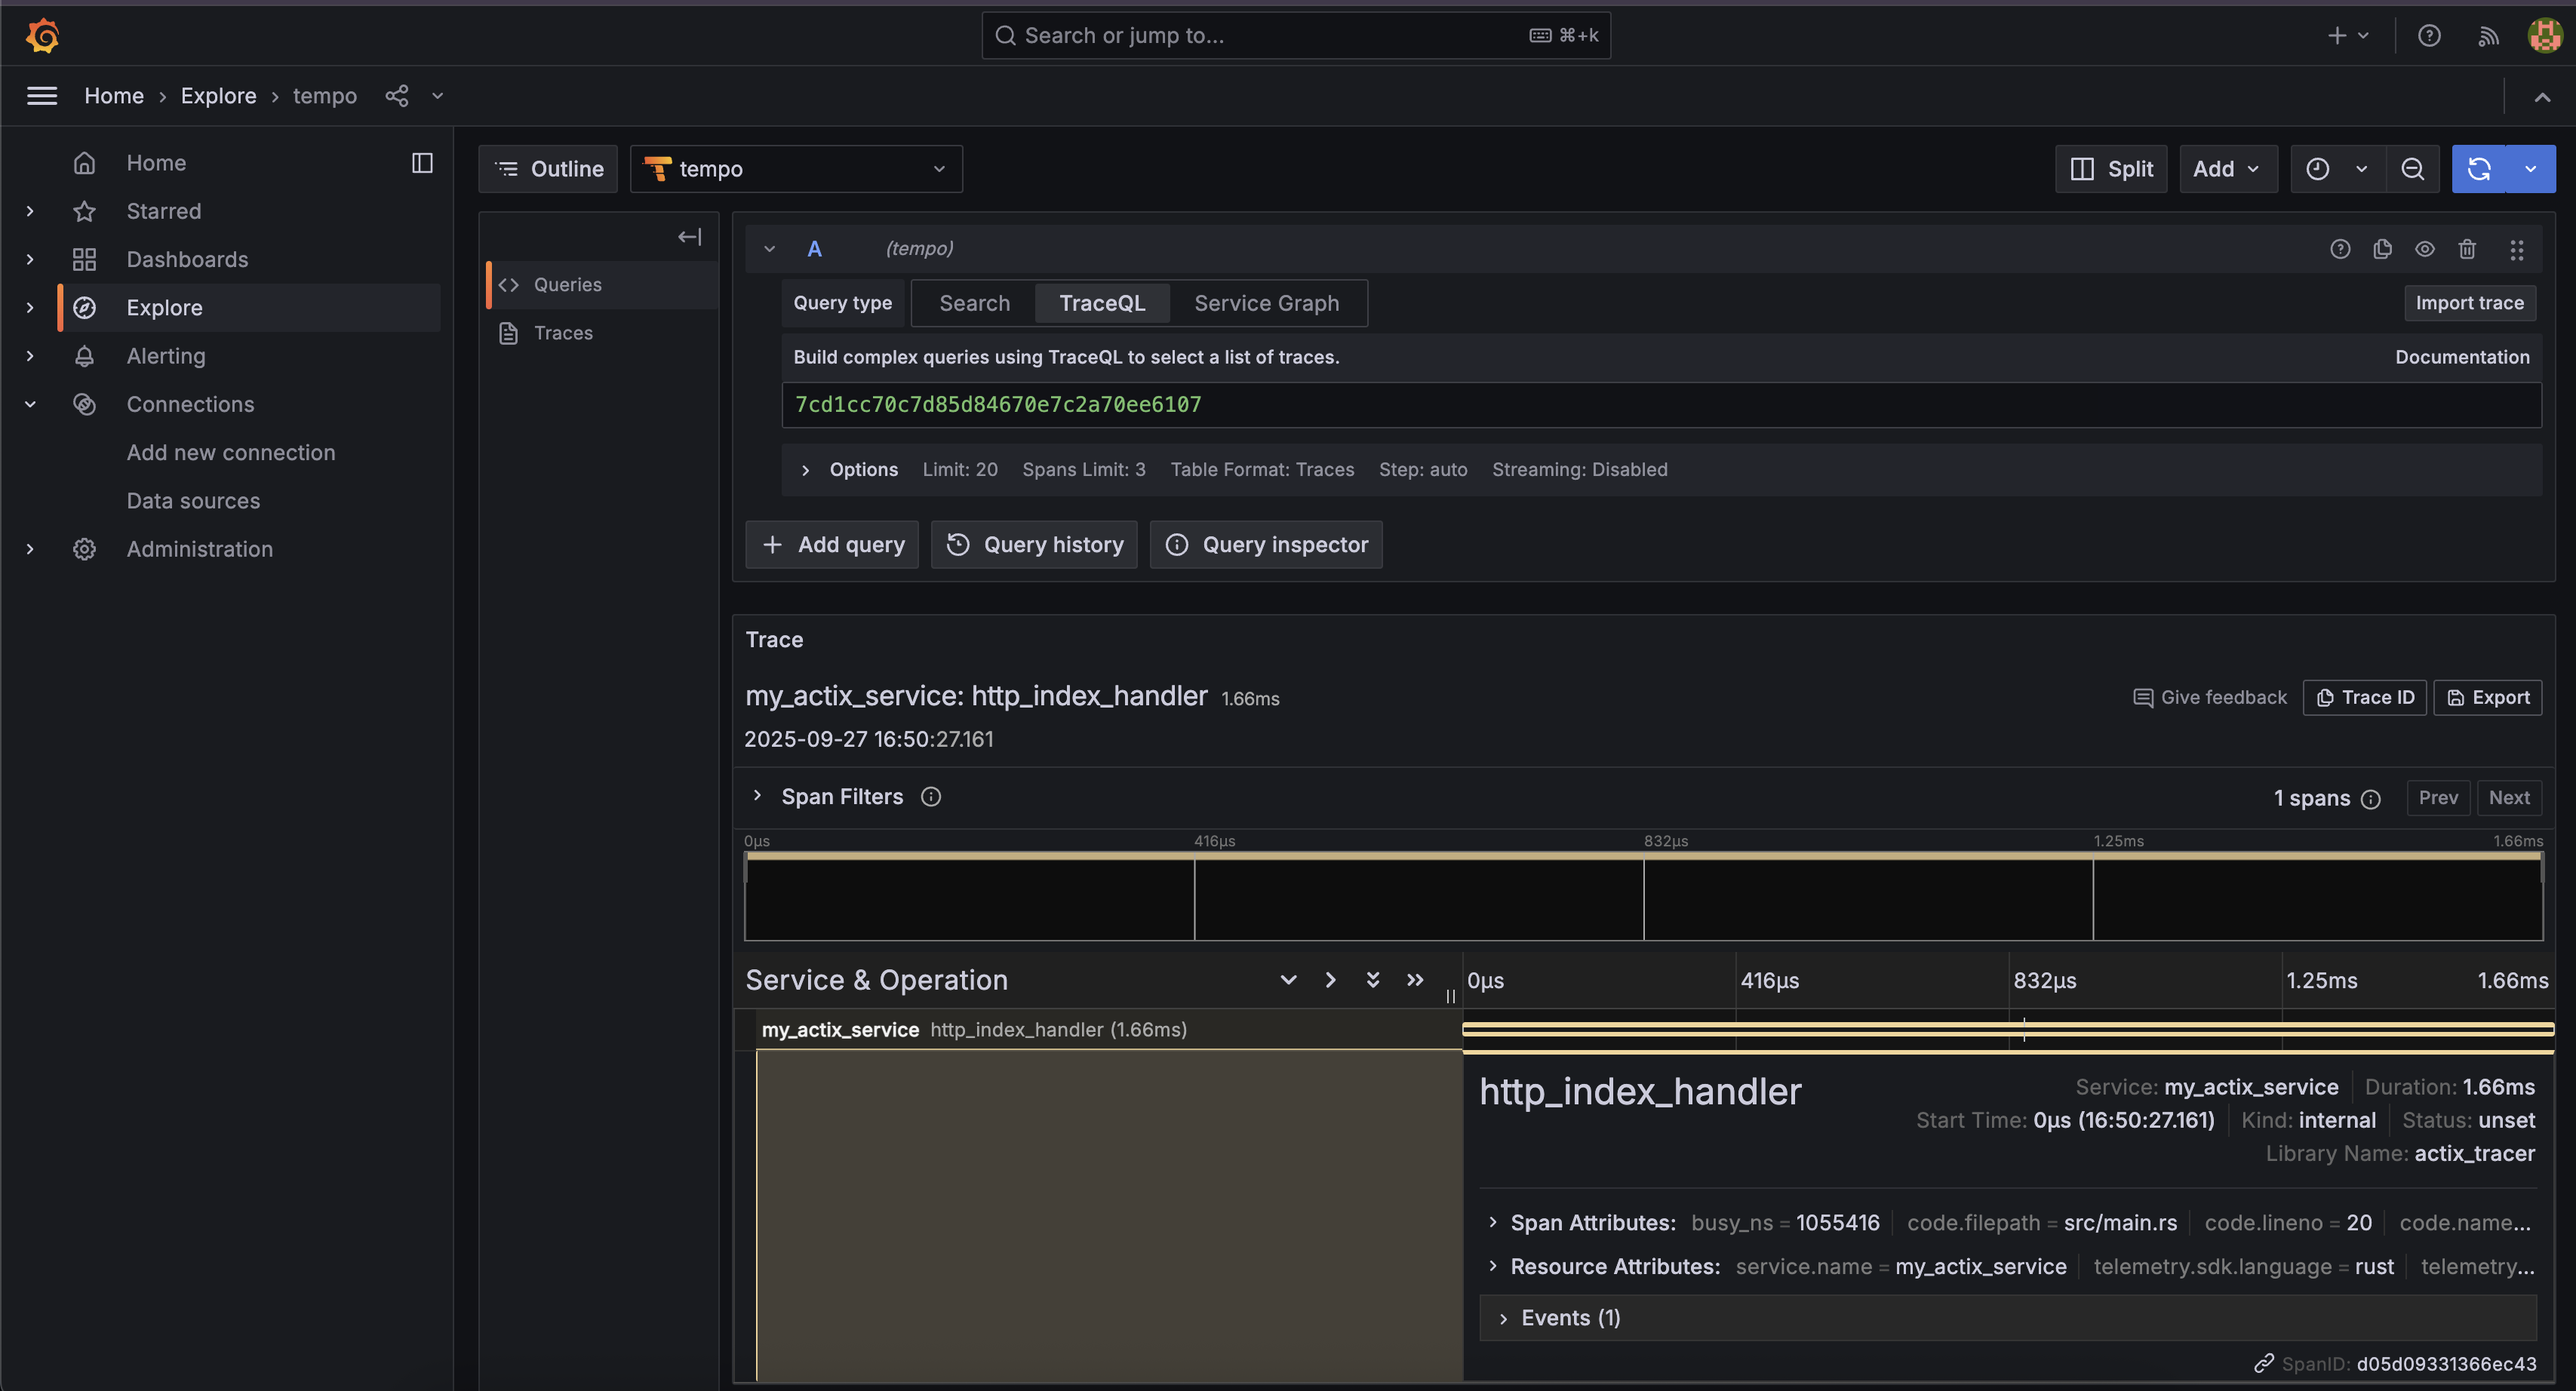 Search or jump to... ⌘+k
Home › Explore › tempo
Home
Starred
Dashboards
Explore
Alerting
Connections
Add new connection
Data sources
Administration
Outline tempo Split Add
Queries
Traces
A (tempo)
Query type Search TraceQL Service Graph Import trace
Build complex queries using TraceQL to select a list of traces. Documentation
7cd1cc70c7d85d84670e7c2a70ee6107
Options Limit: 20 Spans Limit: 3 Table Format: Traces Step: auto Streaming: Disabled
Add query Query history Query inspector
Trace
my_actix_service: http_index_handler 1.66ms Give feedback Trace ID Export
2025-09-27 16:50:27.161
Span Filters 1 spans Prev Next
0μs 416μs 832μs 1.25ms 1.66ms
Service & Operation 0μs 416μs 832μs 1.25ms 1.66ms
my_actix_service http_index_handler (1.66ms)
http_index_handler Service: my_actix_service Duration: 1.66ms
Start Time: 0μs (16:50:27.161) Kind: internal Status: unset
Library Name: actix_tracer
Span Attributes: busy_ns = 1055416 code.filepath = src/main.rs code.lineno = 20 code.name...
Resource Attributes: service.name = my_actix_service telemetry.sdk.language = rust telemetry...
Events (1)
SpanID: d05d09331366ec43